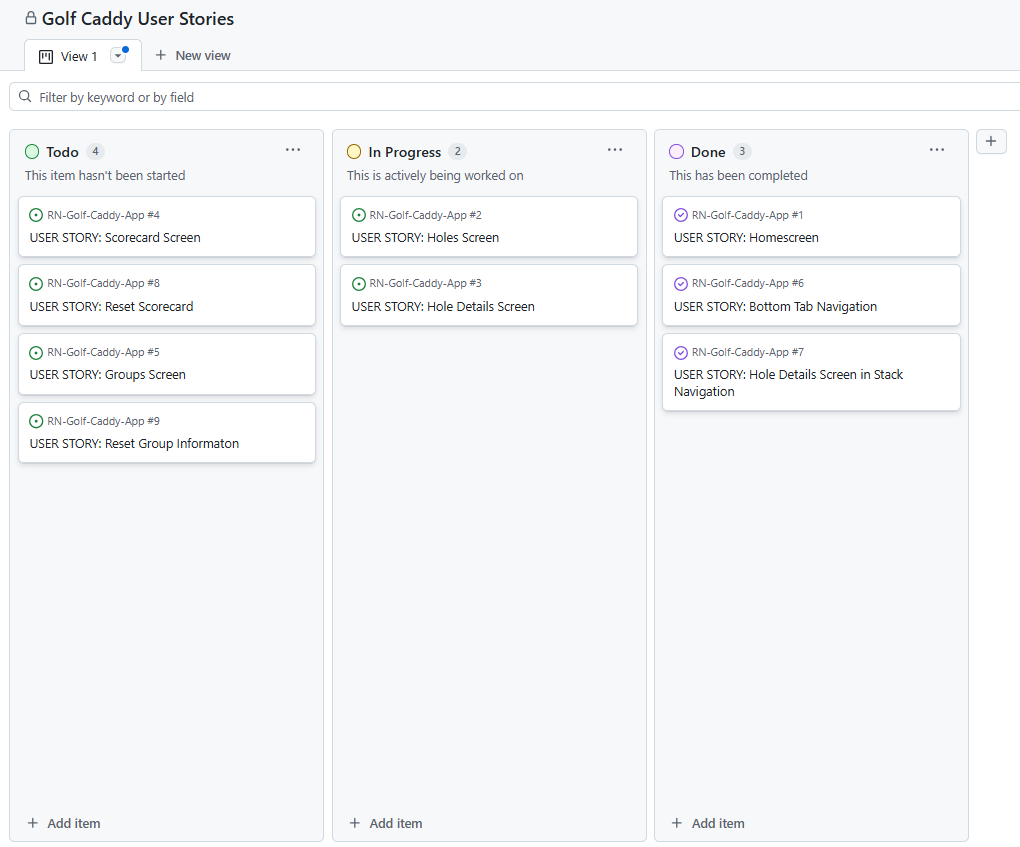 Golf Caddy User Stories
View 1
New view
Filter by keyword or by field
Todo 4
This item hasn't been started
RN-Golf-Caddy-App #4
USER STORY: Scorecard Screen
RN-Golf-Caddy-App #8
USER STORY: Reset Scorecard
RN-Golf-Caddy-App #5
USER STORY: Groups Screen
RN-Golf-Caddy-App #9
USER STORY: Reset Group Informaton
Add item
In Progress 2
This is actively being worked on
RN-Golf-Caddy-App #2
USER STORY: Holes Screen
RN-Golf-Caddy-App #3
USER STORY: Hole Details Screen
Add item
Done 3
This has been completed
RN-Golf-Caddy-App #1
USER STORY: Homescreen
RN-Golf-Caddy-App #6
USER STORY: Bottom Tab Navigation
RN-Golf-Caddy-App #7
USER STORY: Hole Details Screen in Stack
Navigation
Add item